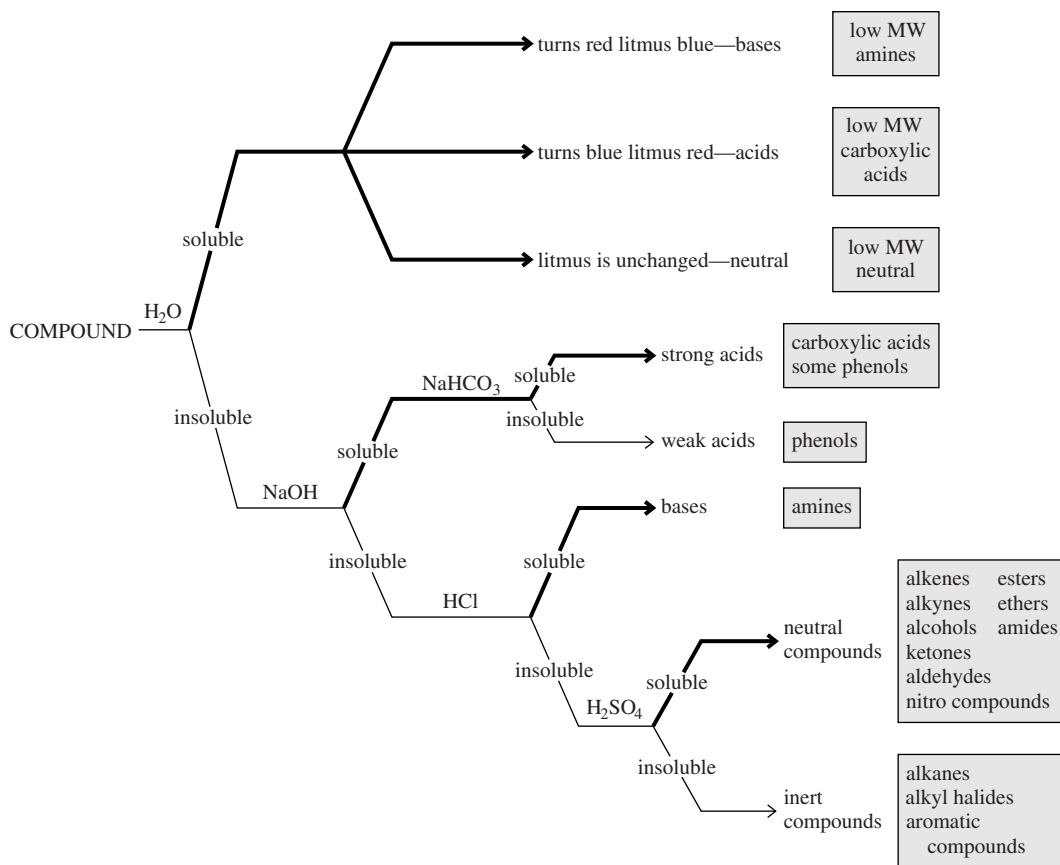 turns red litmus blue—bases
low MW
amines
turns blue litmus red—acids
low MW
carboxylic
acids
soluble
litmus is unchanged—neutral
low MW
neutral
COMPOUND
H₂O
insoluble
NaHCO₃
soluble
strong acids
carboxylic acids
some phenols
insoluble
weak acids
phenols
soluble
NaOH
insoluble
soluble
bases
amines
HCl
insoluble
soluble
neutral
compounds
alkenes esters
alkynes ethers
alcohols amides
ketones
aldehydes
nitro compounds
H₂SO₄
insoluble
inert
compounds
alkanes
alkyl halides
aromatic
compounds